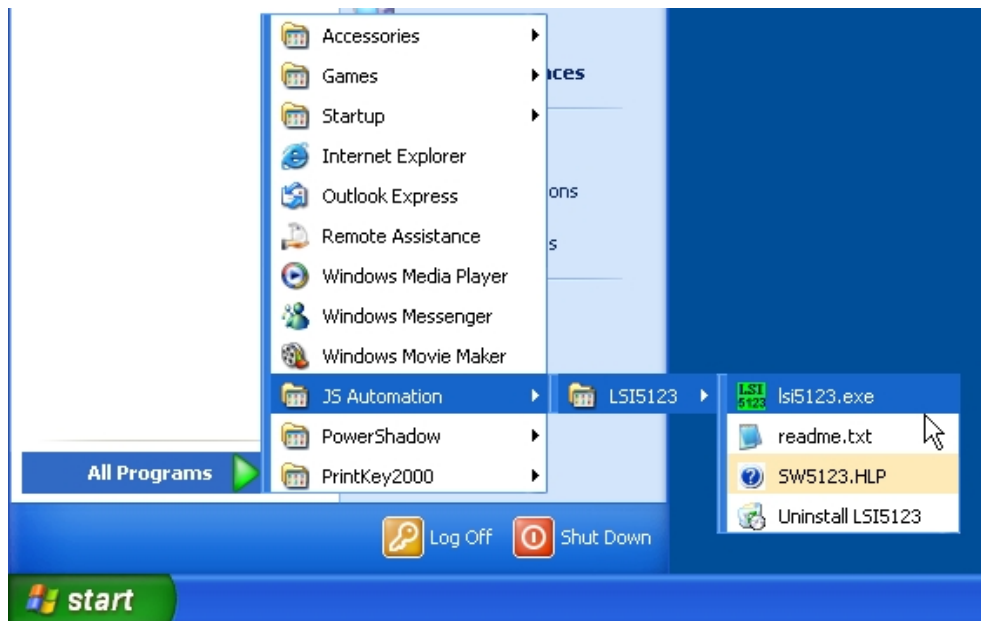 Accessories
Games
Startup
Internet Explorer
Outlook Express
Remote Assistance
Windows Media Player
Windows Messenger
Windows Movie Maker
JS Automation
PowerShadow
PrintKey2000
LSI5123
LSI
5123
lsi5123.exe
readme.txt
SW5123.HLP
Uninstall LSI5123
aces
ons
s
All Programs
Log Off
Shut Down
start